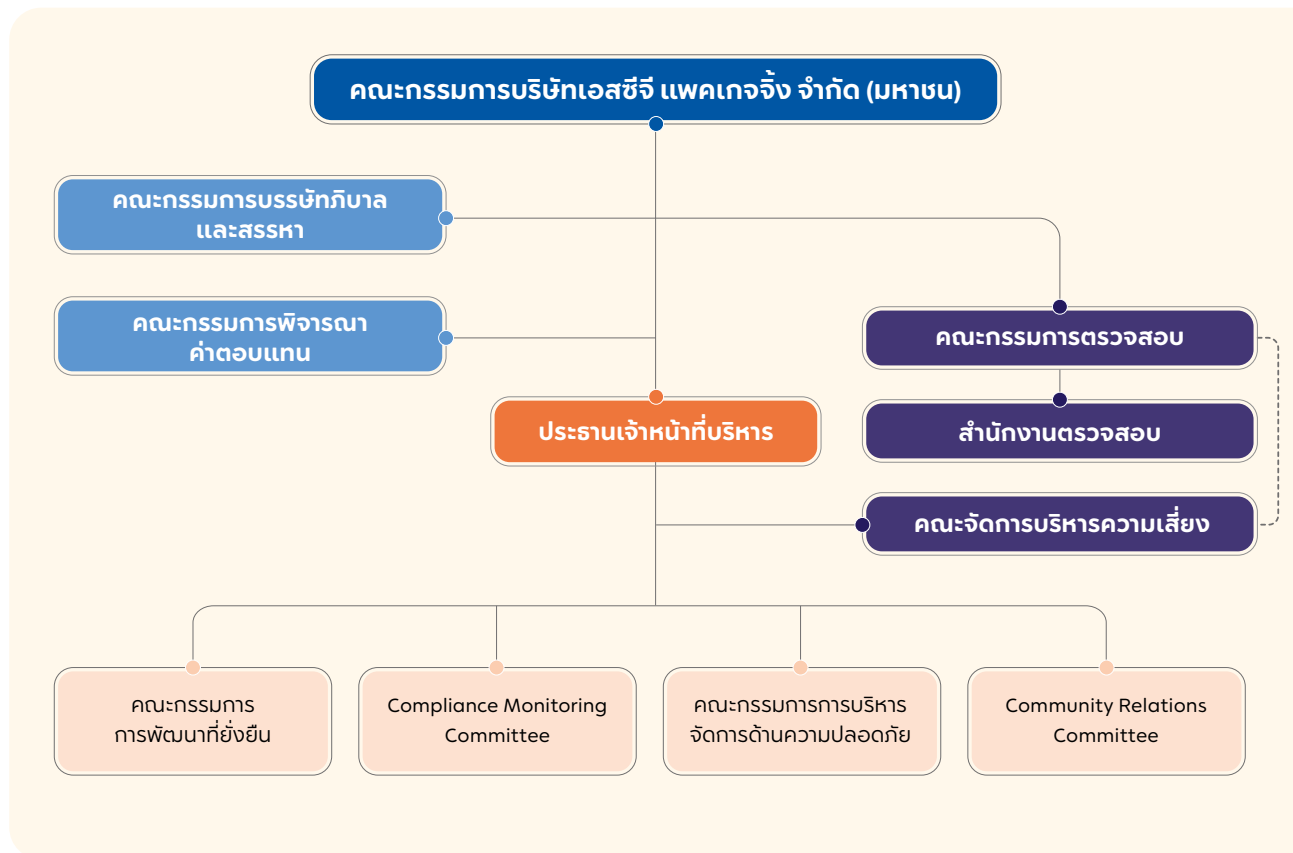 คณะกรรมการบริษัทเอสซีจี แพคเกจจิ้ง จำกัด (มหาชน)
คณะกรรมการบรรษัทภิบาล
และสรรหา
คณะกรรมการพิจารณา
ค่าตอบแทน
คณะกรรมการตรวจสอบ
ประธานเจ้าหน้าที่บริหาร
สำนักงานตรวจสอบ
คณะจัดการบริหารความเสี่ยง
คณะกรรมการ
การพัฒนาที่ยั่งยืน
Compliance Monitoring
Committee
คณะกรรมการการบริหาร
จัดการด้านความปลอดภัย
Community Relations
Committee